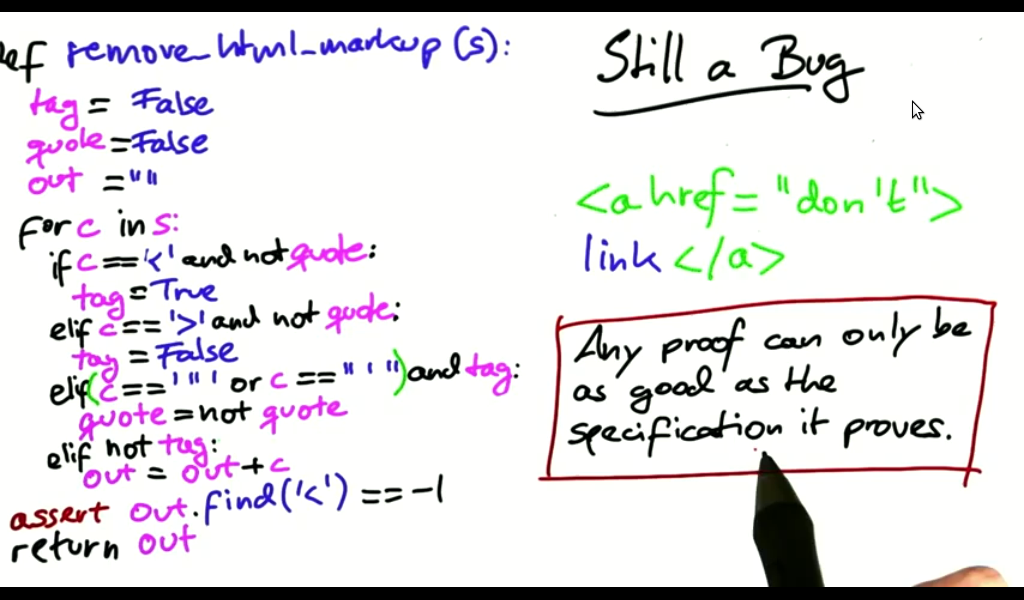 def remove_html_markup (s):
tag = False
quote = False
out = ""
for c in s:
if c == '<' and not quote:
tag = True
elif c == '>' and not quote:
tag = False
elif (c == '"' or c == "'") and tag:
quote = not quote
elif not tag:
out = out + c
assert out.find('<') == -1
return out
Still a Bug
<a href = "don't">
link </a>
Any proof can only be
as good as the
specification it proves.